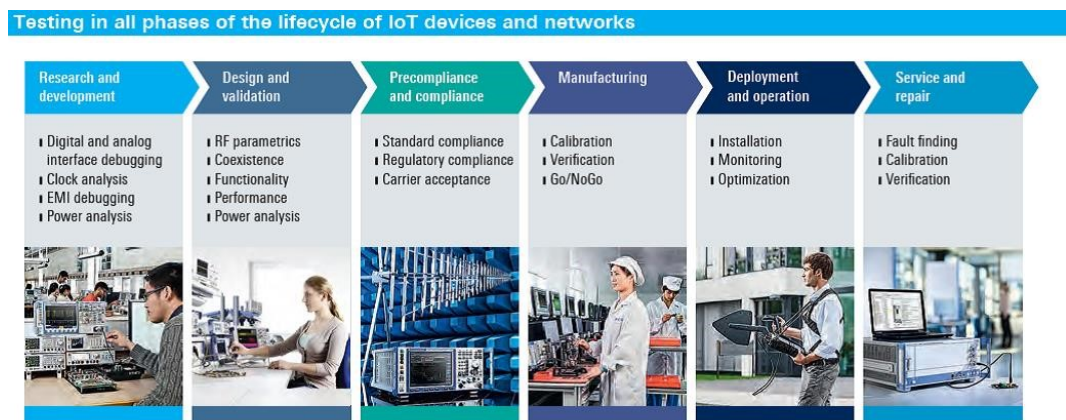 Testing in all phases of the lifecycle of IoT devices and networks
Research and
development
Digital and analog
interface debugging
Clock analysis
EMI debugging
Power analysis
Design and
validation
RF parametrics
Coexistence
Functionality
Performance
Power analysis
Precompliance
and compliance
Standard compliance
Regulatory compliance
Carrier acceptance
Manufacturing
Calibration
Verification
Go/NoGo
Deployment
and operation
Installation
Monitoring
Optimization
Service and
repair
Fault finding
Calibration
Verification